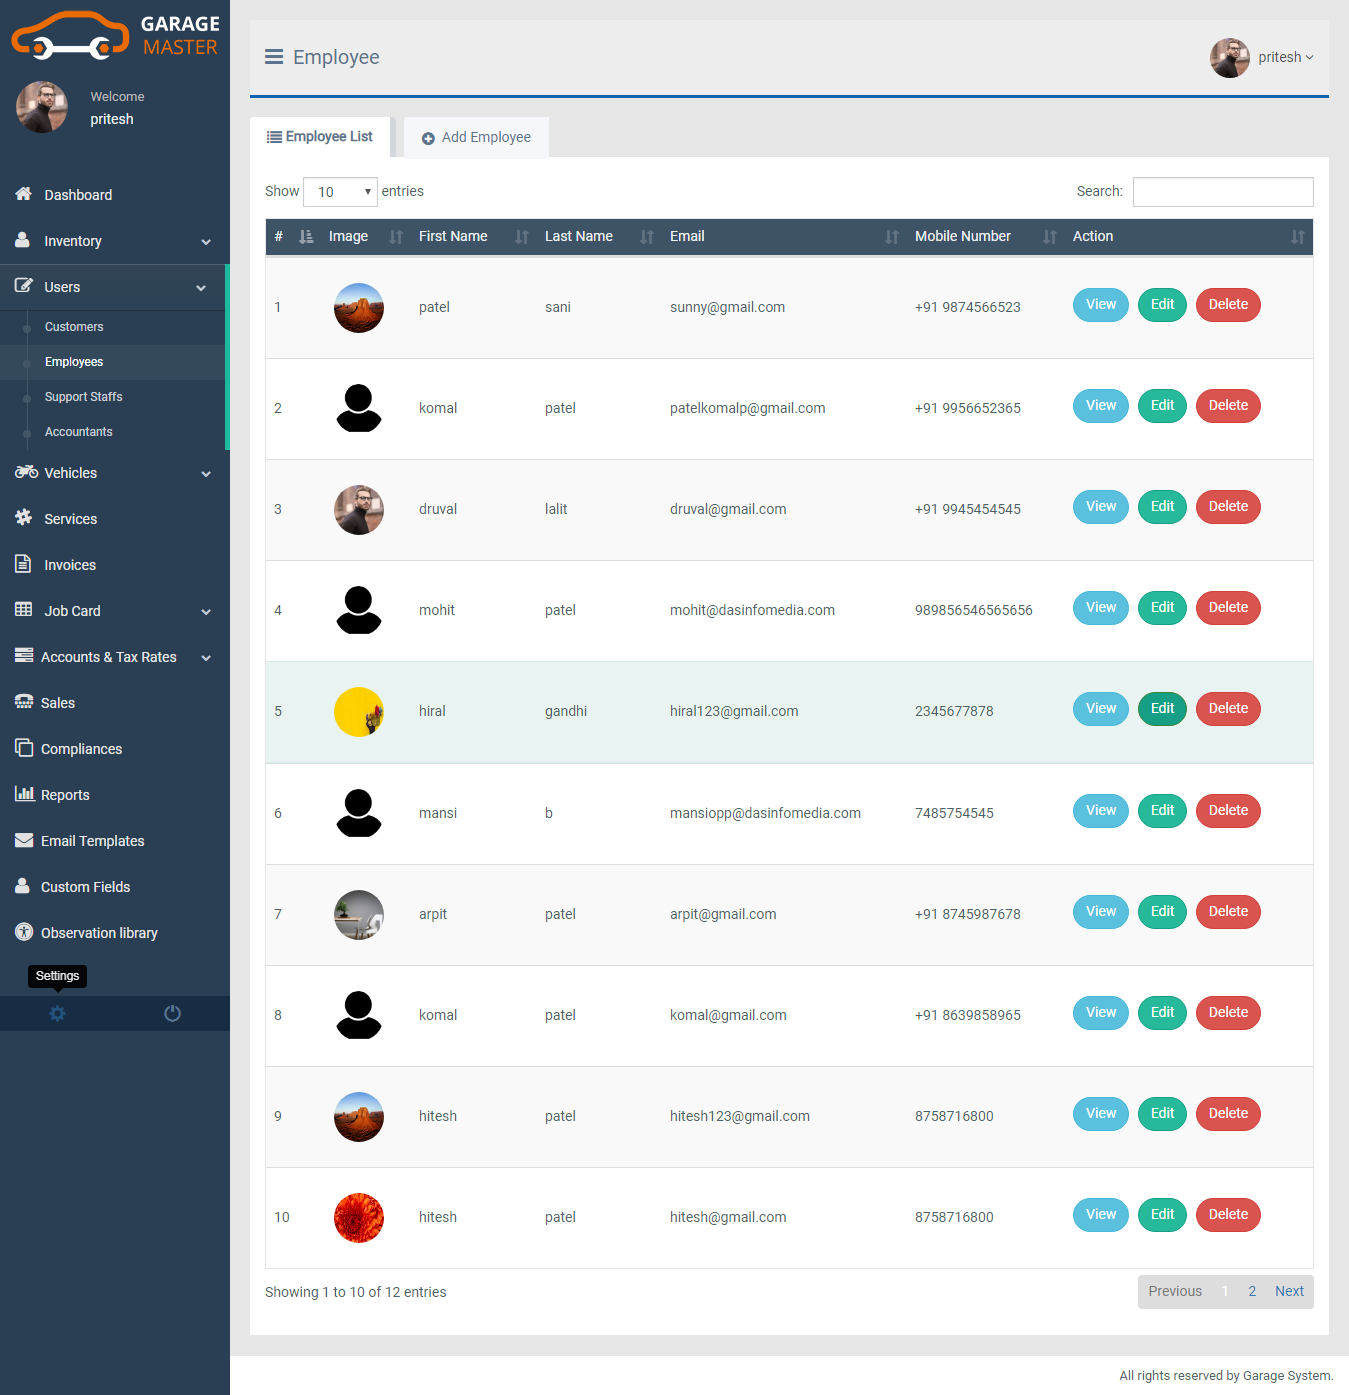 GARAGE
MASTER
Welcome
pritesh
Dashboard
Inventory
Users
Customers
Employees
Support Staffs
Accountants
Vehicles
Services
Invoices
Job Card
Accounts & Tax Rates
Sales
Compliances
Reports
Email Templates
Custom Fields
Observation library
Settings
Employee
pritesh
Employee List
Add Employee
Show 10 entries
Search:
# Image First Name Last Name Email Mobile Number Action
1 patel sani sunny@gmail.com +91 9874566523 View Edit Delete
2 komal patel patelkomalp@gmail.com +91 9956652365 View Edit Delete
3 druval lalit druval@gmail.com +91 9945454545 View Edit Delete
4 mohit patel mohit@dasinfomedia.com 989856546565656 View Edit Delete
5 hiral gandhi hiral123@gmail.com 2345677878 View Edit Delete
6 mansi b mansiopp@dasinfomedia.com 7485754545 View Edit Delete
7 arpit patel arpit@gmail.com +91 8745987678 View Edit Delete
8 komal patel komal@gmail.com +91 8639858965 View Edit Delete
9 hitesh patel hitesh123@gmail.com 8758716800 View Edit Delete
10 hitesh patel hitesh@gmail.com 8758716800 View Edit Delete
Showing 1 to 10 of 12 entries
Previous 1 2 Next
All rights reserved by Garage System.